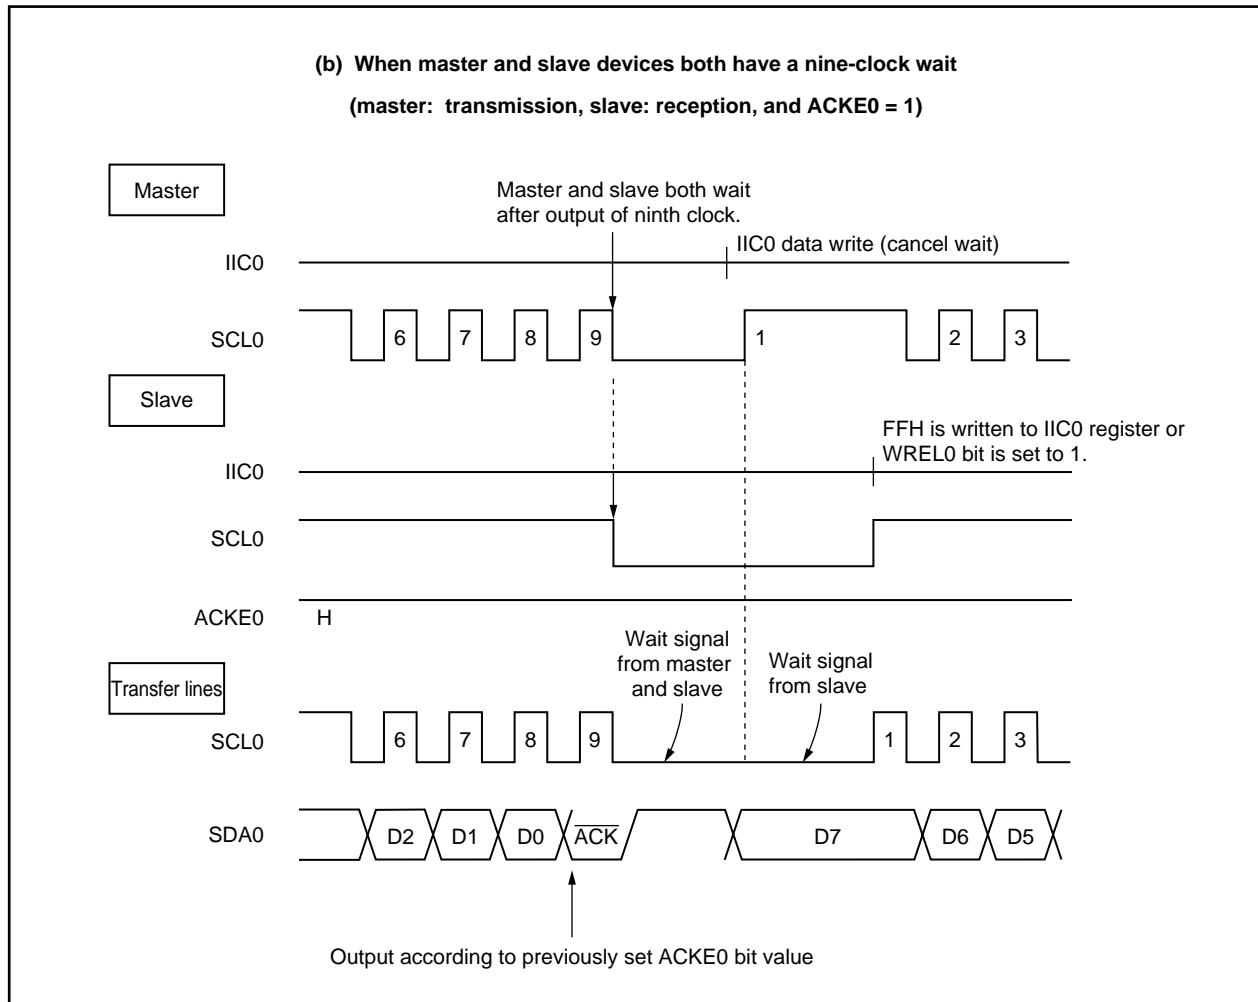 (b) When master and slave devices both have a nine-clock wait
(master: transmission, slave: reception, and ACKE0 = 1)
Master
Master and slave both wait
after output of ninth clock.
IIC0 data write (cancel wait)
IIC0
SCL0
6 7 8 9 1 2 3
Slave
FFH is written to IIC0 register or
WREL0 bit is set to 1.
IIC0
SCL0
ACKE0 H
Wait signal
from master
and slave
Wait signal
from slave
Transfer lines
SCL0
6 7 8 9 1 2 3
SDA0
D2 D1 D0 A̅C̅K̅ D7 D6 D5
Output according to previously set ACKE0 bit value